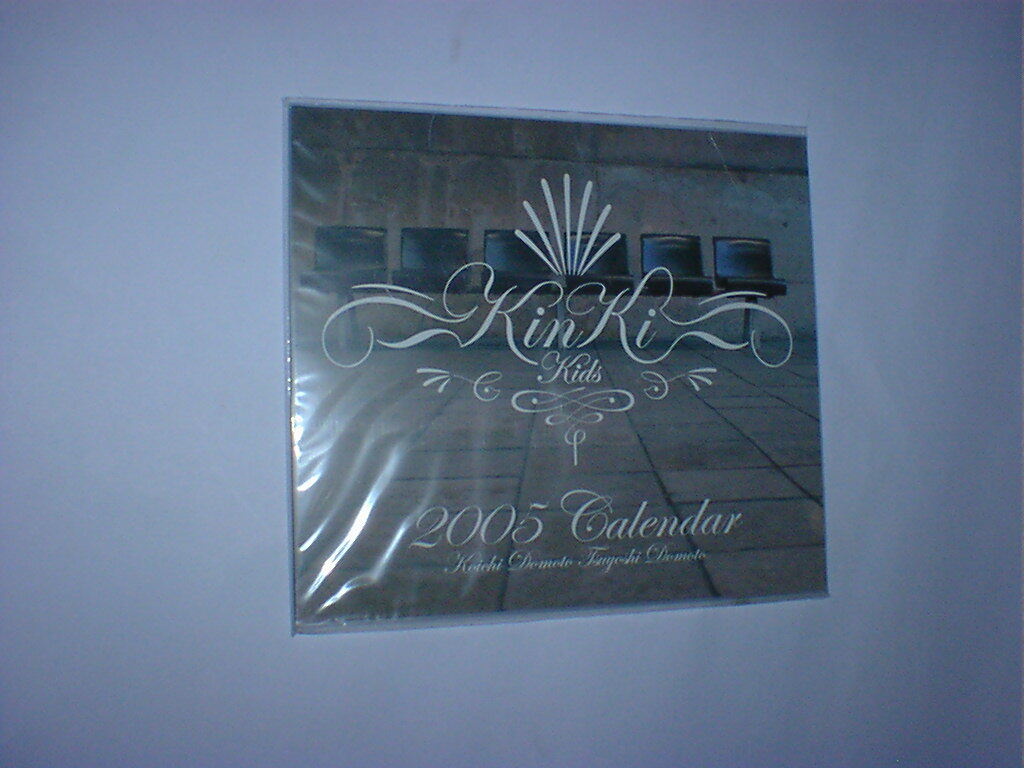 KinKi
Kids
2005 Calendar
Koichi Domoto Tsuyoshi Domoto